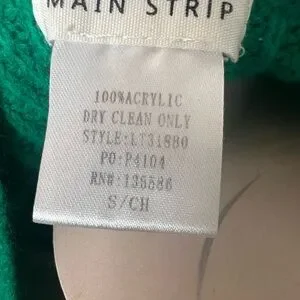 MAIN STRIP
100%ACRYLIC
DRY CLEAN ONLY
STYLE:LT31880
PO:P4104
RN#:135586
S/CH